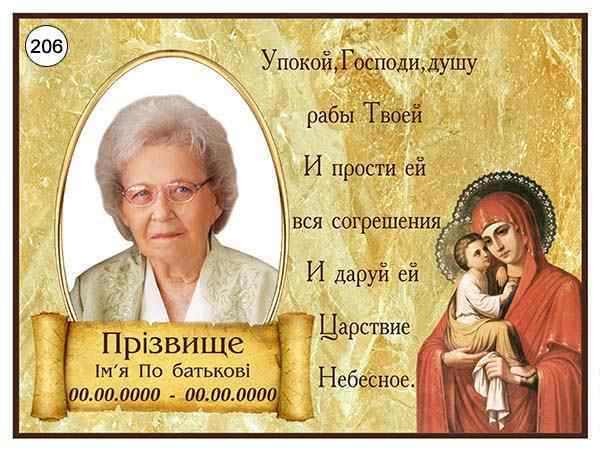 206
Упокой, Господи, душу
рабы Твоей
И прости ей
вся согрешения
И даруй ей
Царствие
Небесное.
Прізвище
Ім'я По батькові
00.00.0000 - 00.00.0000